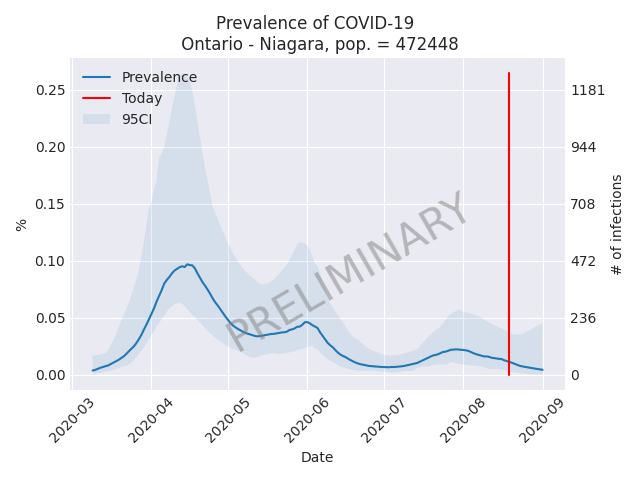 Prevalence of COVID-19
Ontario - Niagara, pop. = 472448
Prevalence
Today
95CI
0.25
0.20
0.15
0.10
0.05
0.00
%
1181
944
708
472
236
0
# of infections
PRELIMINARY
2020-03
2020-04
2020-05
2020-06
2020-07
2020-08
2020-09
Date